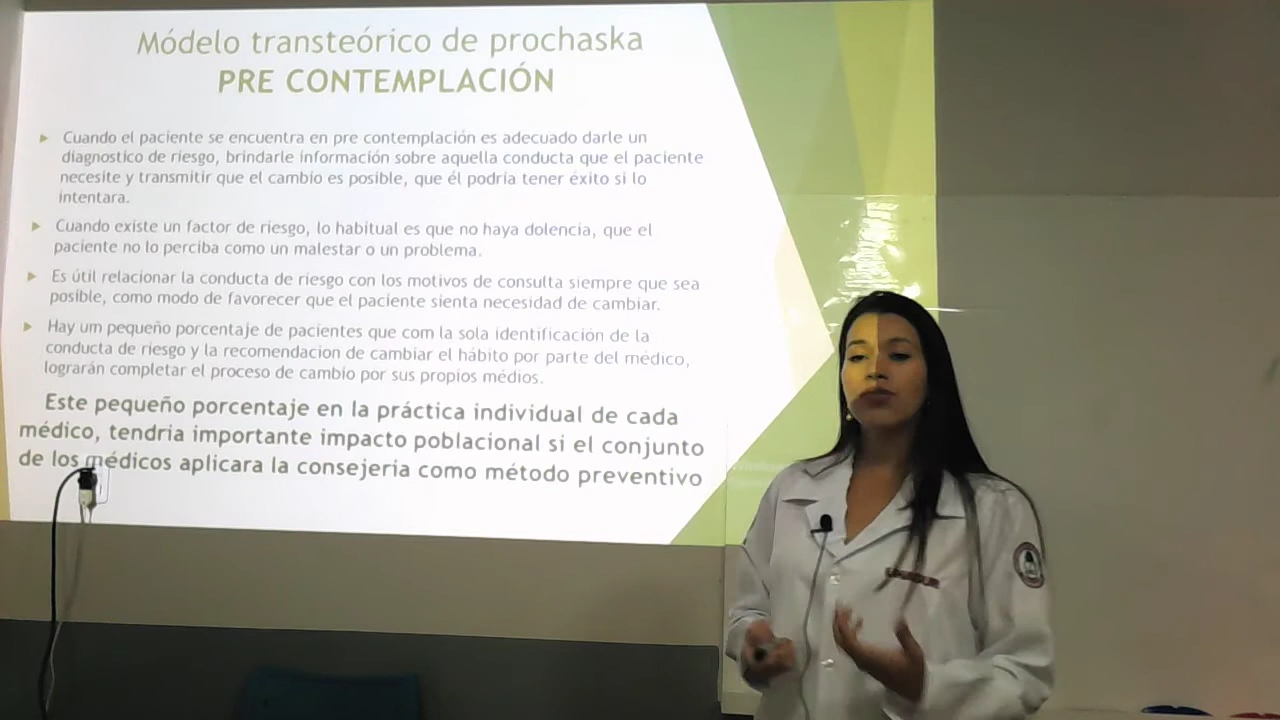 Módelo transteórico de prochaska
PRE CONTEMPLACIÓN
Cuando el paciente se encuentra en pre contemplación es adecuado darle un
diagnostico de riesgo, brindarle información sobre aquella conducta que el paciente
necesite y transmitir que el cambio es posible, que él podría tener éxito si lo
intentara.
Cuando existe un factor de riesgo, lo habitual es que no haya dolencia, que el
paciente no lo perciba como un malestar o un problema.
Es útil relacionar la conducta de riesgo con los motivos de consulta siempre que sea
posible, como modo de favorecer que el paciente sienta necesidad de cambiar.
Hay um pequeño porcentaje de pacientes que com la sola identificación de la
conducta de riesgo y la recomendacion de cambiar el hábito por parte del médico,
lograrán completar el proceso de cambio por sus propios médios.
Este pequeño porcentaje en la práctica individual de cada
médico, tendria importante impacto poblacional si el conjunto
de los médicos aplicara la consejeria como método preventivo